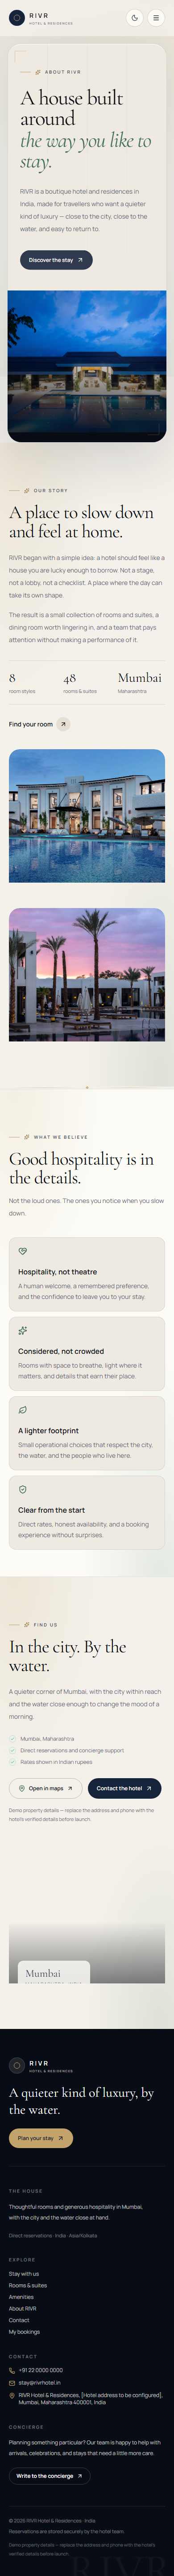 RIVR
HOTEL & RESIDENCES
ABOUT RIVR
A house built
around
the way you like to
stay.
RIVR is a boutique hotel and residences in
India, made for travellers who want a quieter
kind of luxury — close to the city, close to the
water, and easy to return to.
Discover the stay
OUR STORY
A place to slow down
and feel at home.
RIVR began with a simple idea: a hotel should feel like a
house you are lucky enough to borrow. Not a stage,
not a lobby, not a checklist. A place where the day can
take its own shape.
The result is a small collection of rooms and suites, a
dining room worth lingering in, and a team that pays
attention without making a performance of it.
8
48
Mumbai
room styles
rooms & suites
Maharashtra
Find your room
WHAT WE BELIEVE
Good hospitality is in
the details.
Not the loud ones. The ones you notice when you slow
down.
Hospitality, not theatre
A human welcome, a remembered preference,
and the confidence to leave you to your stay.
Considered, not crowded
Rooms with space to breathe, light where it
matters, and details that earn their place.
A lighter footprint
Small operational choices that respect the city,
the water, and the people who live here.
Clear from the start
Direct rates, honest availability, and a booking
experience without surprises.
FIND US
In the city. By the
water.
A quieter corner of Mumbai, with the city within reach
and the water close enough to change the mood of a
morning.
Mumbai, Maharashtra
Direct reservations and concierge support
Rates shown in Indian rupees
Open in maps
Contact the hotel
Demo property details — replace address and phone with the
hotel's verified details before launch.
Mumbai
RIVR
HOTEL & RESIDENCES
A quieter kind of luxury, by
the water.
Plan your stay
THE HOUSE
Thoughtful rooms and generous hospitality in Mumbai,
with the city and the water close at hand.
Direct reservations · India · Asia/Kolkata
EXPLORE
Stay with us
Rooms & suites
Amenities
About RIVR
Contact
My bookings
CONTACT
+91 22 0000 0000
stay@rivrhotel.in
RIVR Hotel & Residences, [Hotel address to be configured],
Mumbai, Maharashtra 400001, India
CONCIERGE
Planning something particular? Our team is happy to help with
arrivals, celebrations, and stays that need a little more care.
Write to the concierge
© 2026 RIVR Hotel & Residences · India
Reservations are stored securely by the hotel team.
Demo property details — replace address and phone with the hotel's
verified details before launch.
RIVR